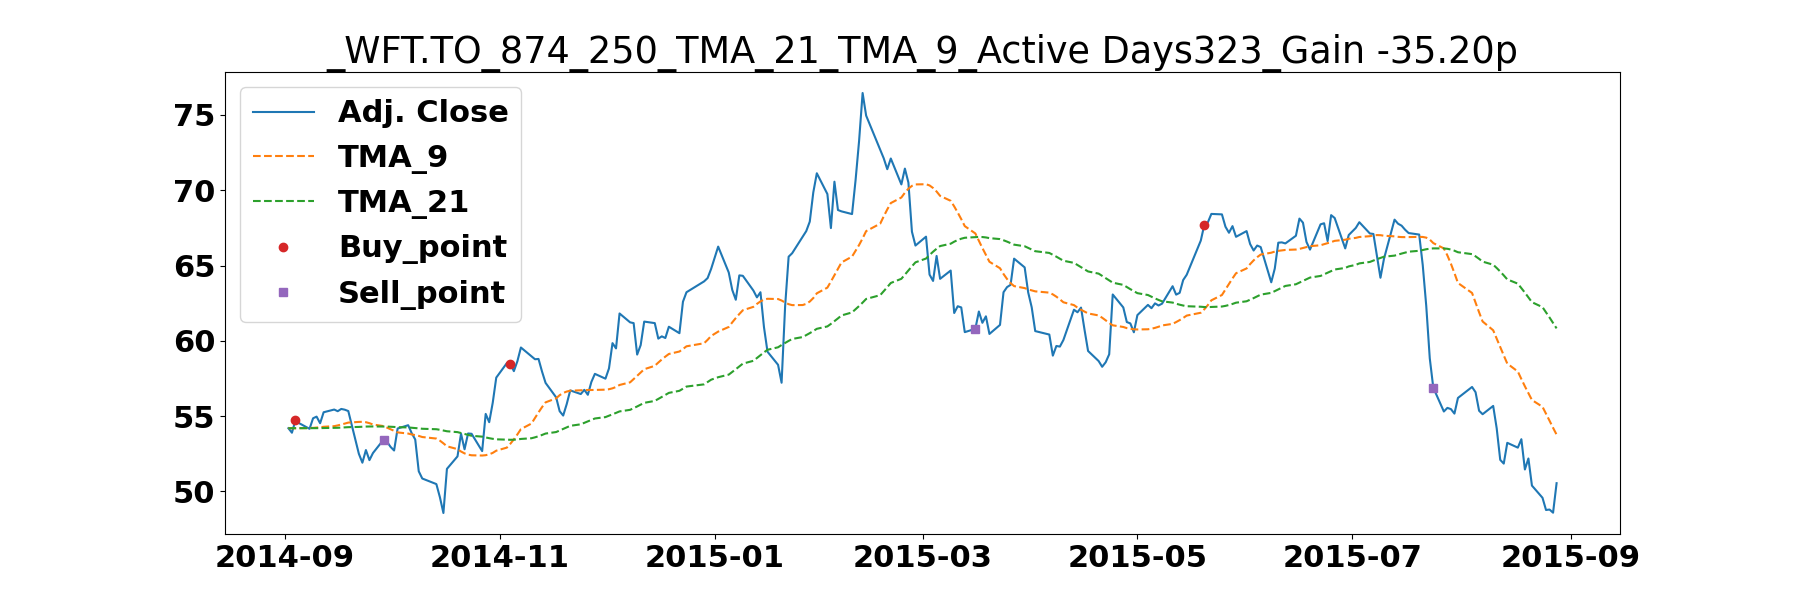 _WFT.TO_874_250_TMA_21_TMA_9_Active Days323_Gain -35.20p
Adj. Close
TMA_9
TMA_21
Buy_point
Sell_point
75
70
65
60
55
50
2014-09 2014-11 2015-01 2015-03 2015-05 2015-07 2015-09